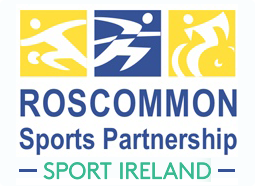 ROSCOMMON
Sports Partnership
– SPORT IRELAND –